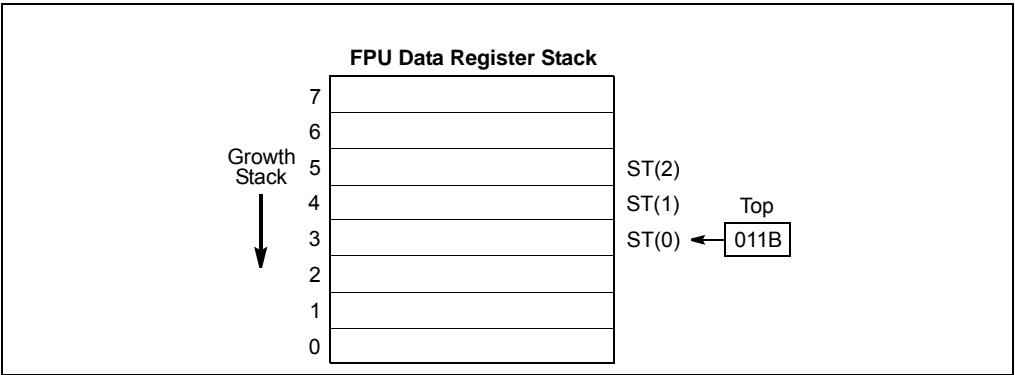 FPU Data Register Stack
7
6
Growth
Stack
5 ST(2)
4 ST(1) Top
3 ST(0) 011B
2
1
0